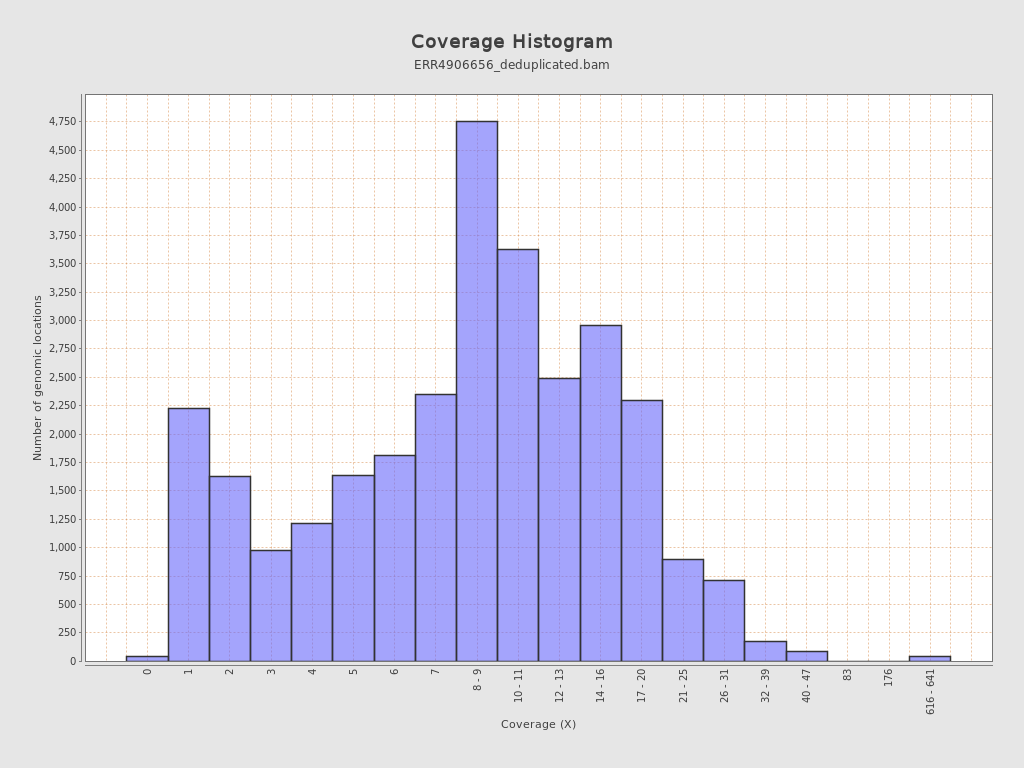 Coverage Histogram
ERR4906656_deduplicated.bam
Number of genomic locations
4,750
4,500
4,250
4,000
3,750
3,500
3,250
3,000
2,750
2,500
2,250
2,000
1,750
1,500
1,250
1,000
750
500
250
0
0
1
2
3
4
5
6
7
8 - 9
10 - 11
12 - 13
14 - 16
17 - 20
21 - 25
26 - 31
32 - 39
40 - 47
83
176
616 - 641
Coverage (X)